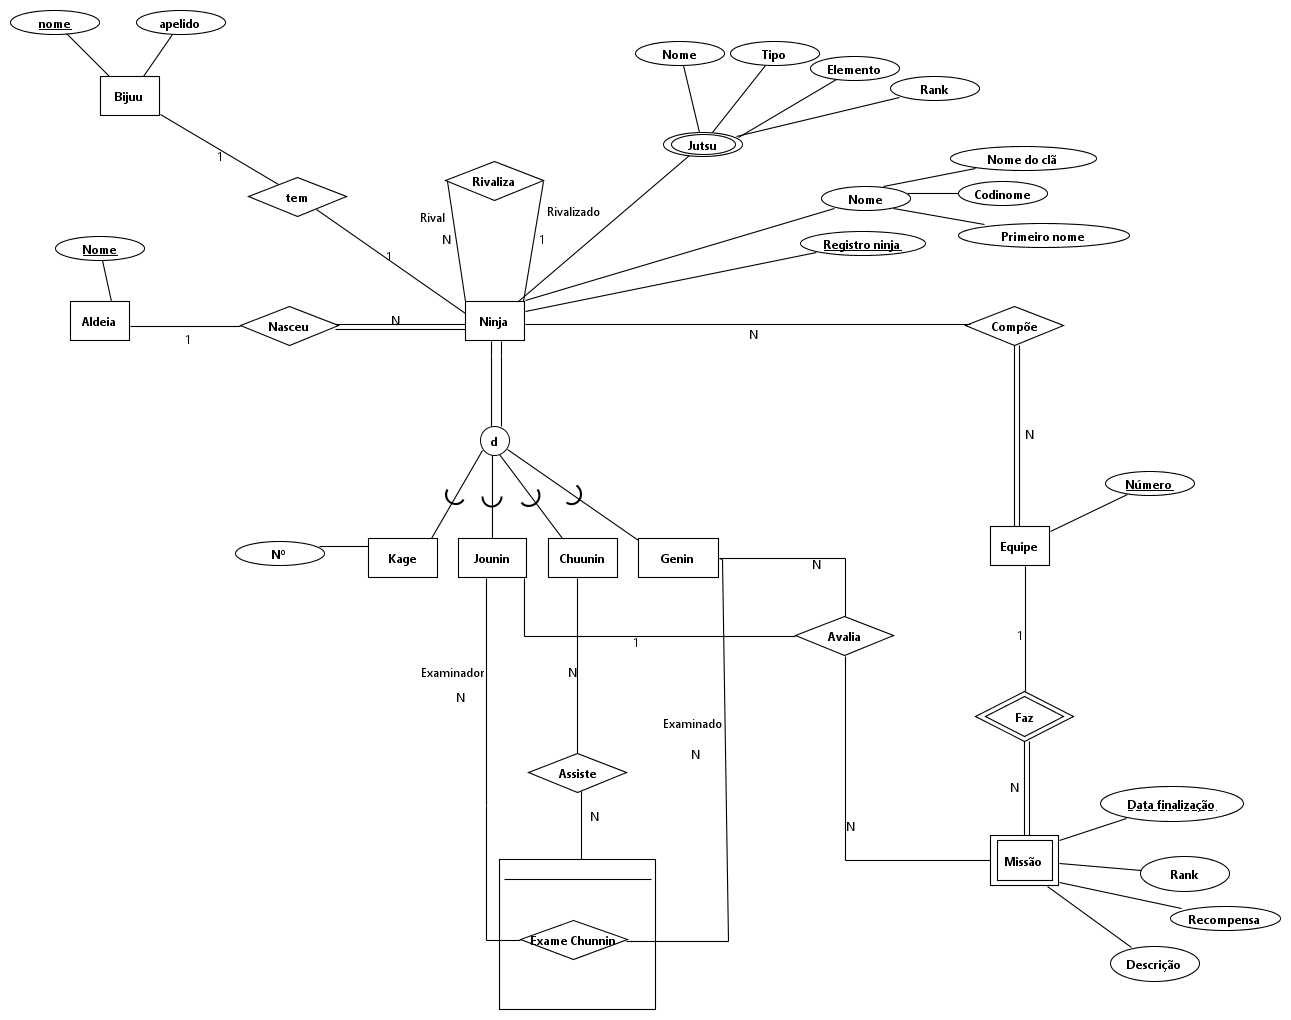 nome
apelido
Bijuu
1
tem
1
Nome
Tipo
Elemento
Rank
Jutsu
Rivaliza
Rival
N
Rivalizado
1
Nome do clã
Nome
Codinome
Primeiro nome
Registro ninja
Nome
Aldeia
1
Nasceu
N
Ninja
N
Compõe
N
d
Número
Equipe
Nº
Kage
Jounin
Chuunin
Genin
N
1
Avalia
1
Examinador
N
N
Examinado
N
Faz
Assiste
N
N
N
Data finalização
Missão
Rank
Recompensa
Descrição
Exame Chunnin